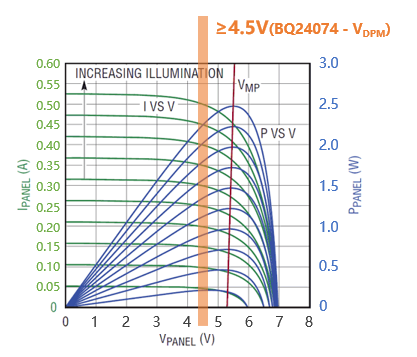 ≥4.5V(BQ24074 - VDPM)
0.60
0.55
0.50
0.45
0.40
0.35
0.30
0.25
0.20
0.15
0.10
0.05
0
IPANEL (A)
INCREASING ILLUMINATION
I VS V
VMP
P VS V
3.0
2.5
2.0
1.5
1.0
0.5
0
PPANEL (W)
0 1 2 3 4 5 6 7 8
VPANEL (V)